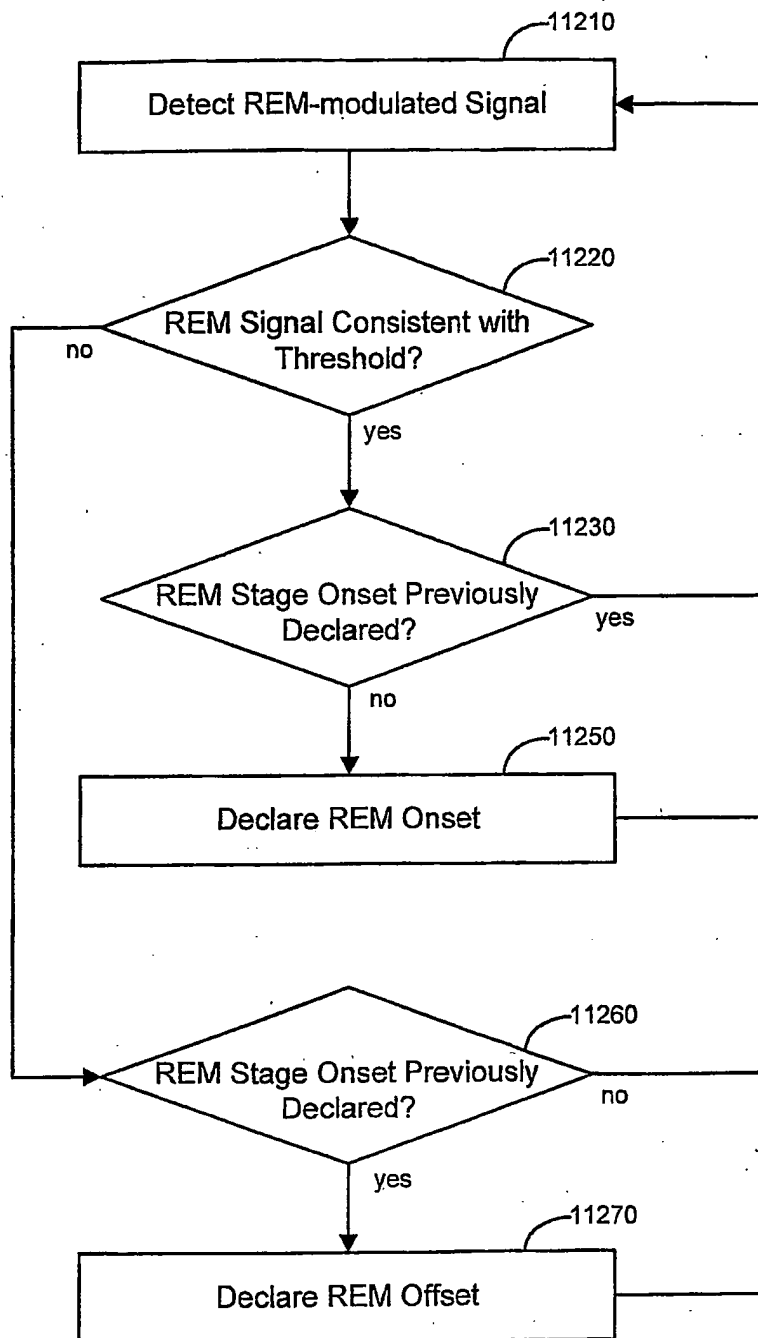 11210
Detect REM-modulated Signal
11220
REM Signal Consistent with
Threshold?
no
yes
11230
REM Stage Onset Previously
Declared?
yes
no
11250
Declare REM Onset
11260
REM Stage Onset Previously
Declared?
no
yes
11270
Declare REM Offset